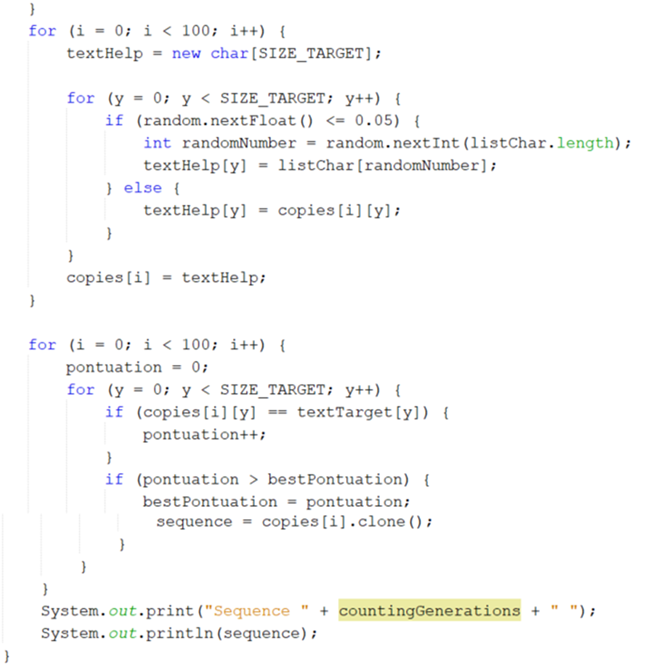 }
for (i = 0; i < 100; i++) {
textHelp = new char[SIZE_TARGET];
for (y = 0; y < SIZE_TARGET; y++) {
if (random.nextFloat() <= 0.05) {
int randomNumber = random.nextInt(listChar.length);
textHelp[y] = listChar[randomNumber];
} else {
textHelp[y] = copies[i][y];
}
}
copies[i] = textHelp;
}
for (i = 0; i < 100; i++) {
pontuation = 0;
for (y = 0; y < SIZE_TARGET; y++) {
if (copies[i][y] == textTarget[y]) {
pontuation++;
}
if (pontuation > bestPontuation) {
bestPontuation = pontuation;
sequence = copies[i].clone();
}
}
}
System.out.print("Sequence " + countingGenerations + " ");
System.out.println(sequence);
}